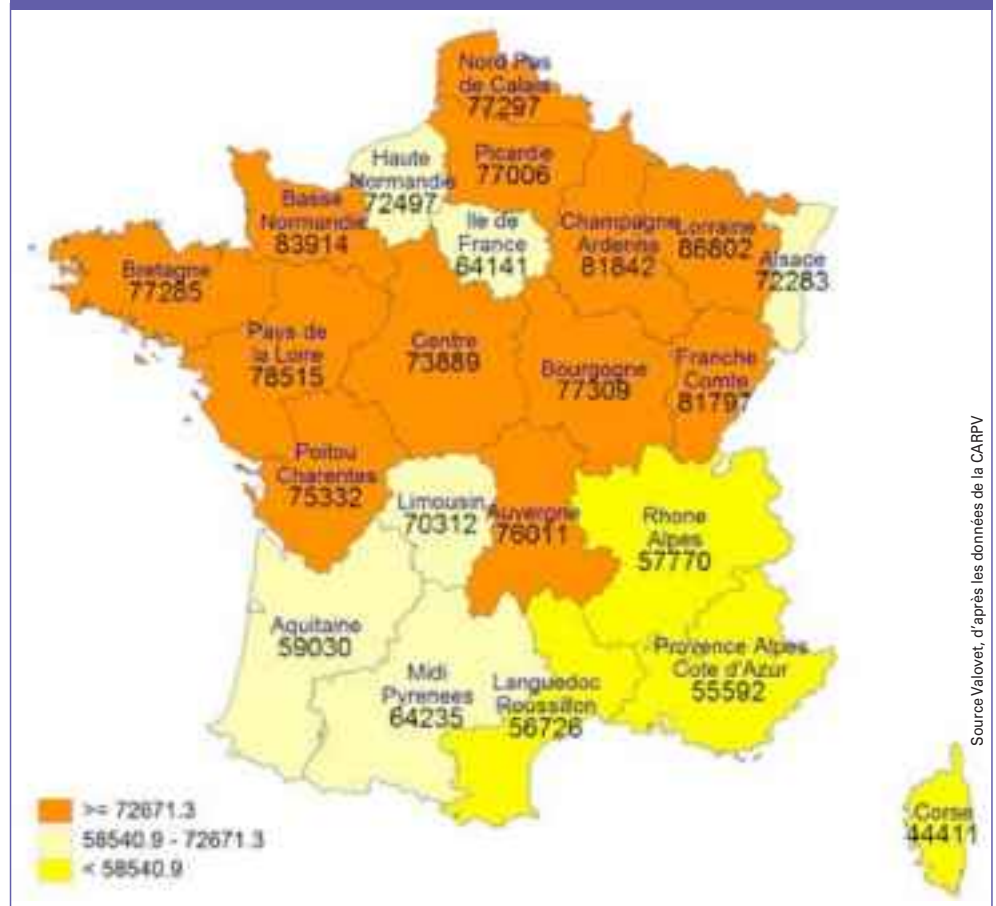 Nord Pas
de Calais
77297
Picardie
77006
Haute
Normandie
72497
Basse
Normandie
83914
Ile de
France
64141
Champagne
Ardenne
81842
Lorraine
86802
Alsace
72283
Bretagne
77285
Pays de
la Loire
78515
Centre
73889
Bourgogne
77309
Franche
Comte
81797
Poitou
Charentes
75332
Limousin
70312
Auvergne
76011
Rhone
Alpes
57770
Aquitaine
59030
Midi
Pyrenees
64235
Languedoc
Roussillon
56726
Provence Alpes
Cote d'Azur
55592
Corse
44411
>= 72671.3
58540.9 - 72671.3
< 58540.9
Source Valovet, d'après les données de la CARPV